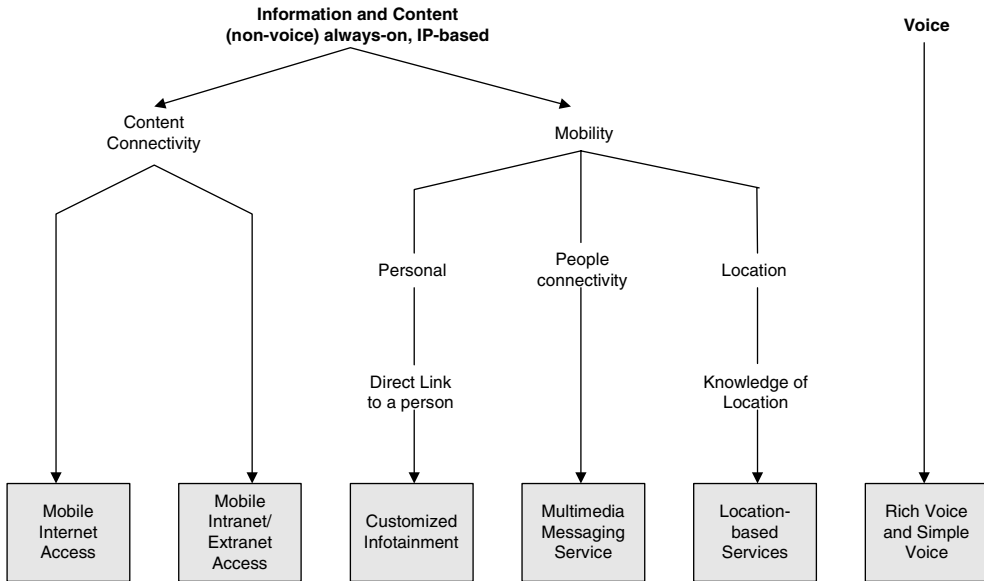 Information and Content
(non-voice) always-on, IP-based
Voice
Content
Connectivity
Mobility
Personal
People
connectivity
Location
Direct Link
to a person
Knowledge of
Location
Mobile
Internet
Access
Mobile
Intranet/
Extranet
Access
Customized
Infotainment
Multimedia
Messaging
Service
Location-
based
Services
Rich Voice
and Simple
Voice